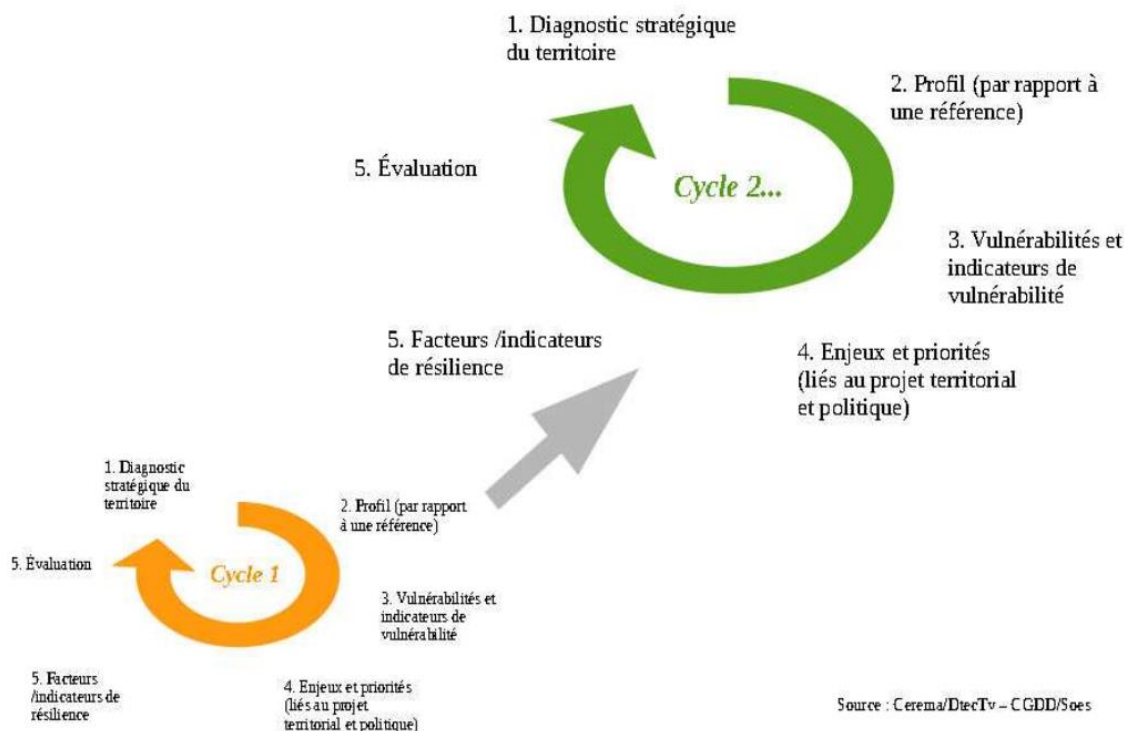 1. Diagnostic stratégique
du territoire
2. Profil (par rapport à
une référence)
5. Évaluation
Cycle 2...
3. Vulnérabilités et
indicateurs de
vulnérabilité
5. Facteurs /indicateurs
de résilience
4. Enjeux et priorités
(liés au projet territorial
et politique)
1. Diagnostic
stratégique du
territoire
2. Profil (par rapport
à une référence)
5. Évaluation
Cycle 1
3. Vulnérabilités et
indicateurs de
vulnérabilité
5. Facteurs
/indicateurs de
résilience
4. Enjeux et priorités
(liés au projet
territorial et politique)
Source : Cerema/DtecTv – CGDD/Soes